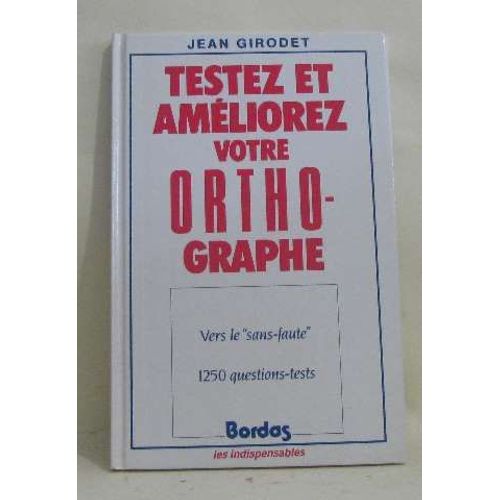 JEAN GIRODET
TESTEZ ET
AMÉLIOREZ
VOTRE
ORTHO-
GRAPHE
Vers le "sans-faute"
1250 questions-tests
Bordas
les indispensables